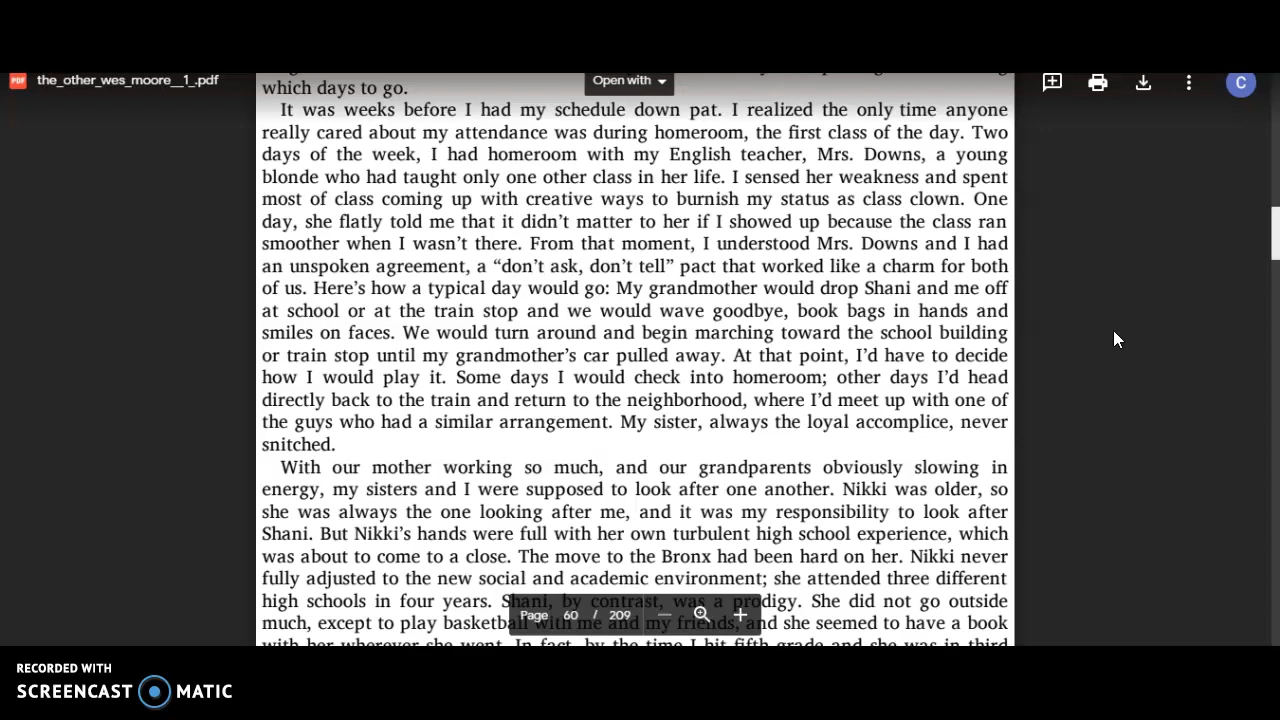 the_other_wes_moore__1_.pdf
Open with
C
which days to go.
It was weeks before I had my schedule down pat. I realized the only time anyone
really cared about my attendance was during homeroom, the first class of the day. Two
days of the week, I had homeroom with my English teacher, Mrs. Downs, a young
blonde who had taught only one other class in her life. I sensed her weakness and spent
most of class coming up with creative ways to burnish my status as class clown. One
day, she flatly told me that it didn’t matter to her if I showed up because the class ran
smoother when I wasn’t there. From that moment, I understood Mrs. Downs and I had
an unspoken agreement, a “don’t ask, don’t tell” pact that worked like a charm for both
of us. Here’s how a typical day would go: My grandmother would drop Shani and me off
at school or at the train stop and we would wave goodbye, book bags in hands and
smiles on faces. We would turn around and begin marching toward the school building
or train stop until my grandmother’s car pulled away. At that point, I’d have to decide
how I would play it. Some days I would check into homeroom; other days I’d head
directly back to the train and return to the neighborhood, where I’d meet up with one of
the guys who had a similar arrangement. My sister, always the loyal accomplice, never
snitched.
With our mother working so much, and our grandparents obviously slowing in
energy, my sisters and I were supposed to look after one another. Nikki was older, so
she was always the one looking after me, and it was my responsibility to look after
Shani. But Nikki’s hands were full with her own turbulent high school experience, which
was about to come to a close. The move to the Bronx had been hard on her. Nikki never
fully adjusted to the new social and academic environment; she attended three different
high schools in four years. Shani, by contrast, was a prodigy. She did not go outside
much, except to play basketball with me and my friends, and she seemed to have a book
with her wherever she went. In fact, by the time I hit fifth grade and she was in third
Page 60 / 209
RECORDED WITH
SCREENCAST MATIC